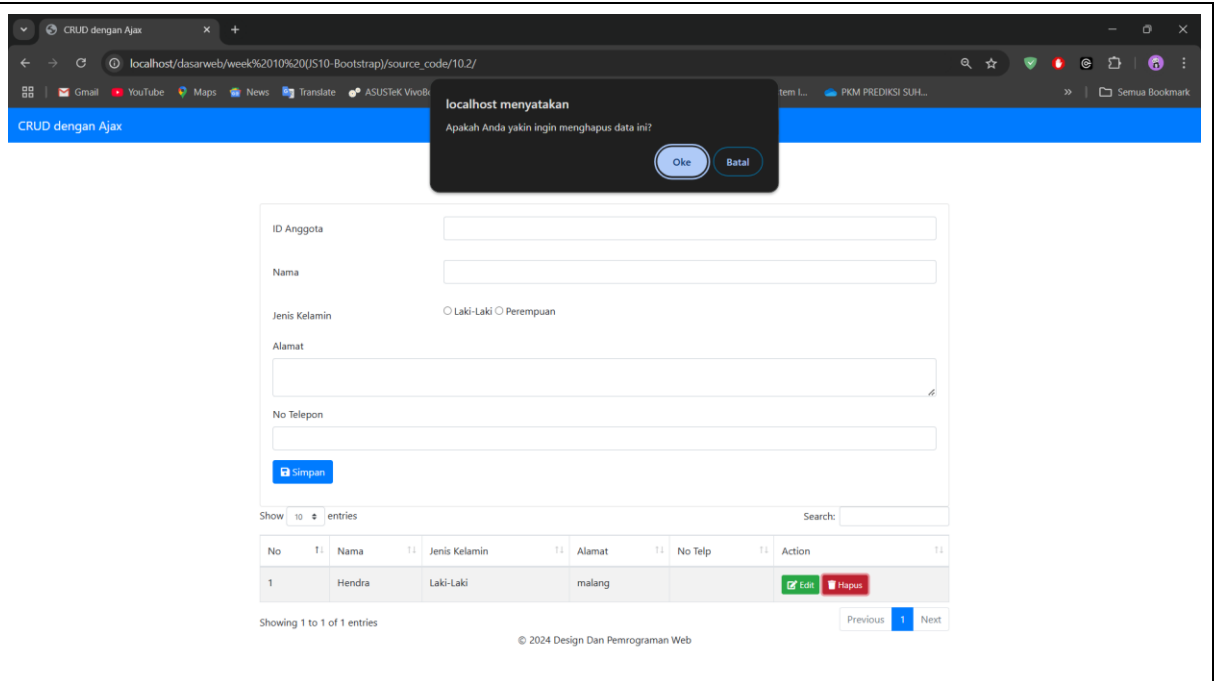 CRUD dengan Ajax
localhost/dasarweb/week%2010%20(JS10-Bootstrap)/source_code/10.2/
Gmail YouTube Maps News Translate ASUSTeK VivoB PKM PREDIKSI SUH... » Semua Bookmark
CRUD dengan Ajax
localhost menyatakan
Apakah Anda yakin ingin menghapus data ini?
Oke Batal
ID Anggota
Nama
Jenis Kelamin Laki-Laki Perempuan
Alamat
No Telepon
Simpan
Show 10 entries Search:
No Nama Jenis Kelamin Alamat No Telp Action
1 Hendra Laki-Laki malang Edit Hapus
Showing 1 to 1 of 1 entries Previous 1 Next
© 2024 Design Dan Pemrograman Web